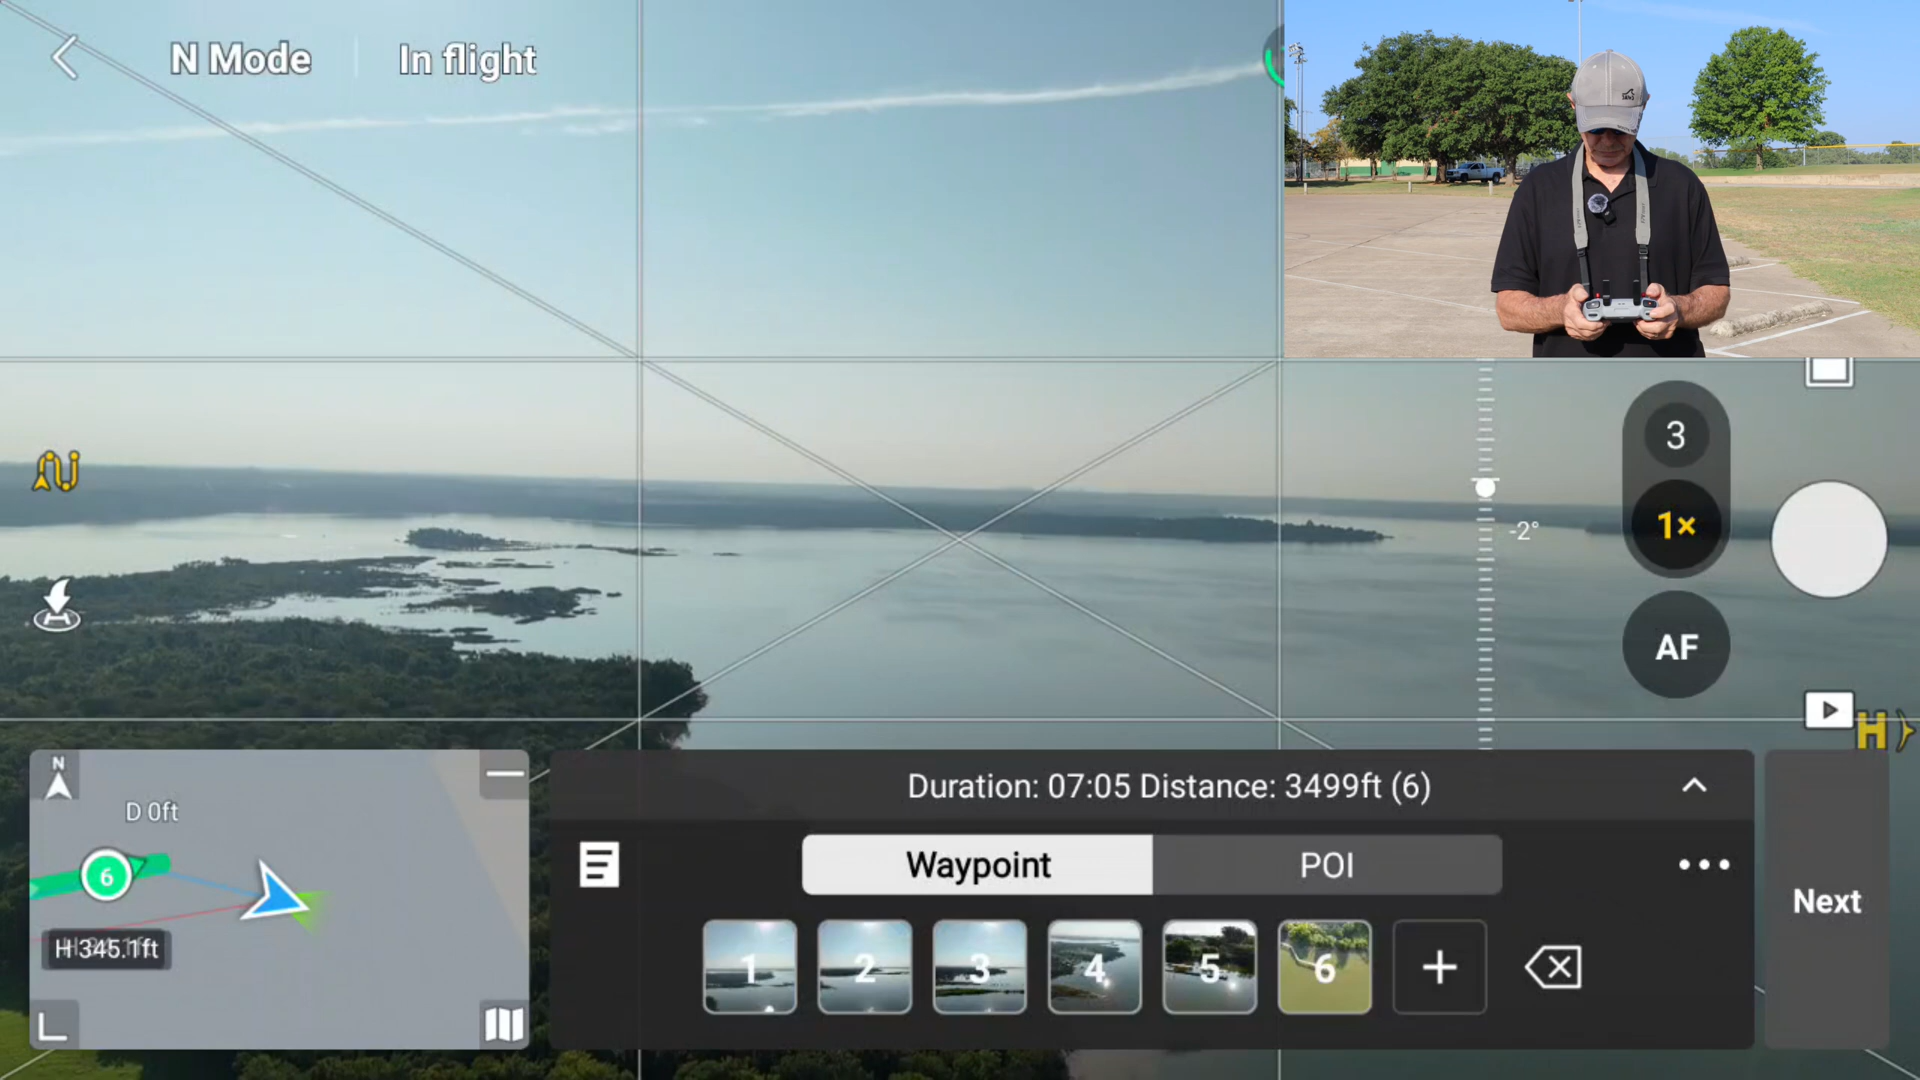 N Mode
In flight
3
1×
-2°
AF
H
N
D 0ft
6
H 345.1ft
Duration: 07:05 Distance: 3499ft (6)
Waypoint
POI
1
2
3
4
5
6
Next